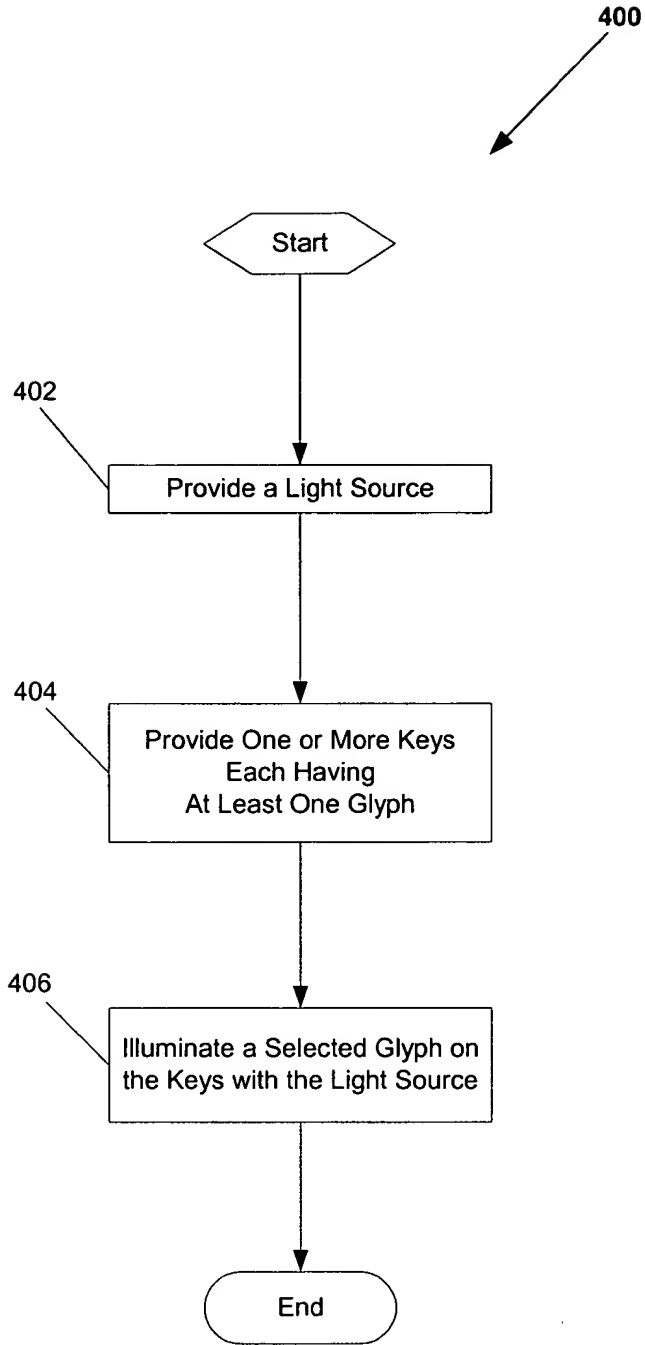 400
Start
402
Provide a Light Source
404
Provide One or More Keys
Each Having
At Least One Glyph
406
Illuminate a Selected Glyph on
the Keys with the Light Source
End